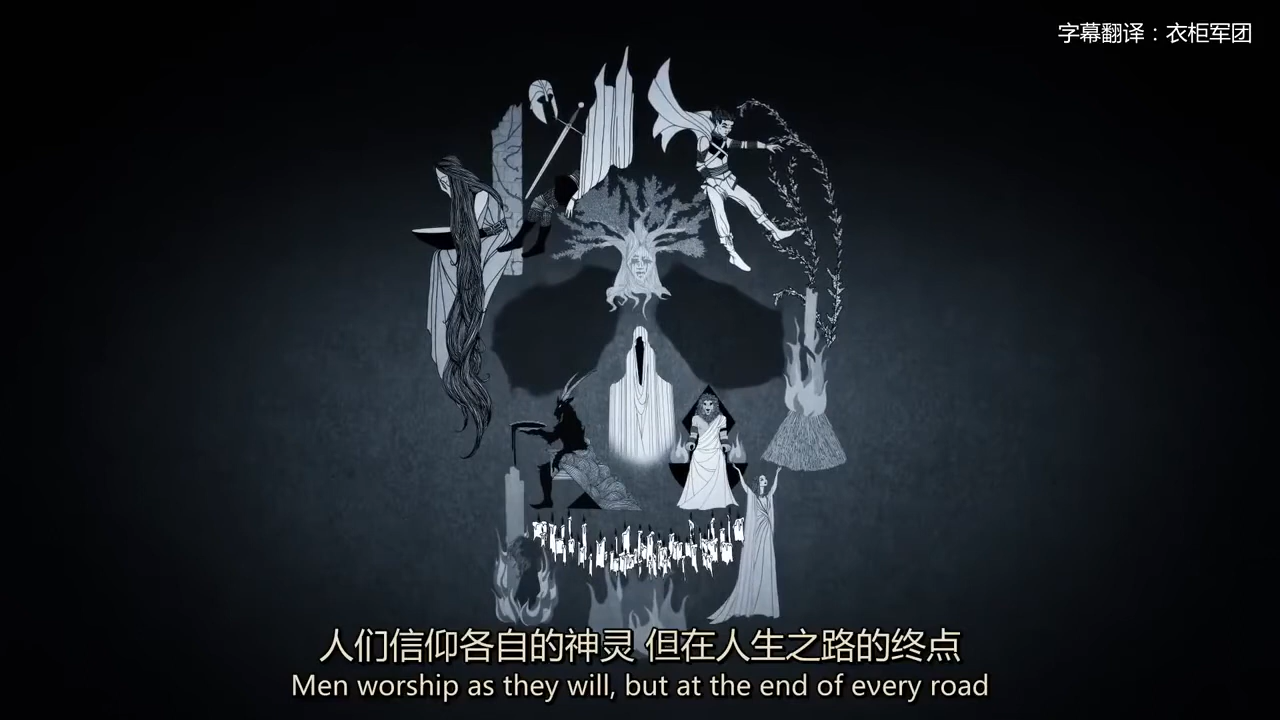 字幕翻译：衣柜军团
人们信仰各自的神灵 但在人生之路的终点
Men worship as they will, but at the end of every road